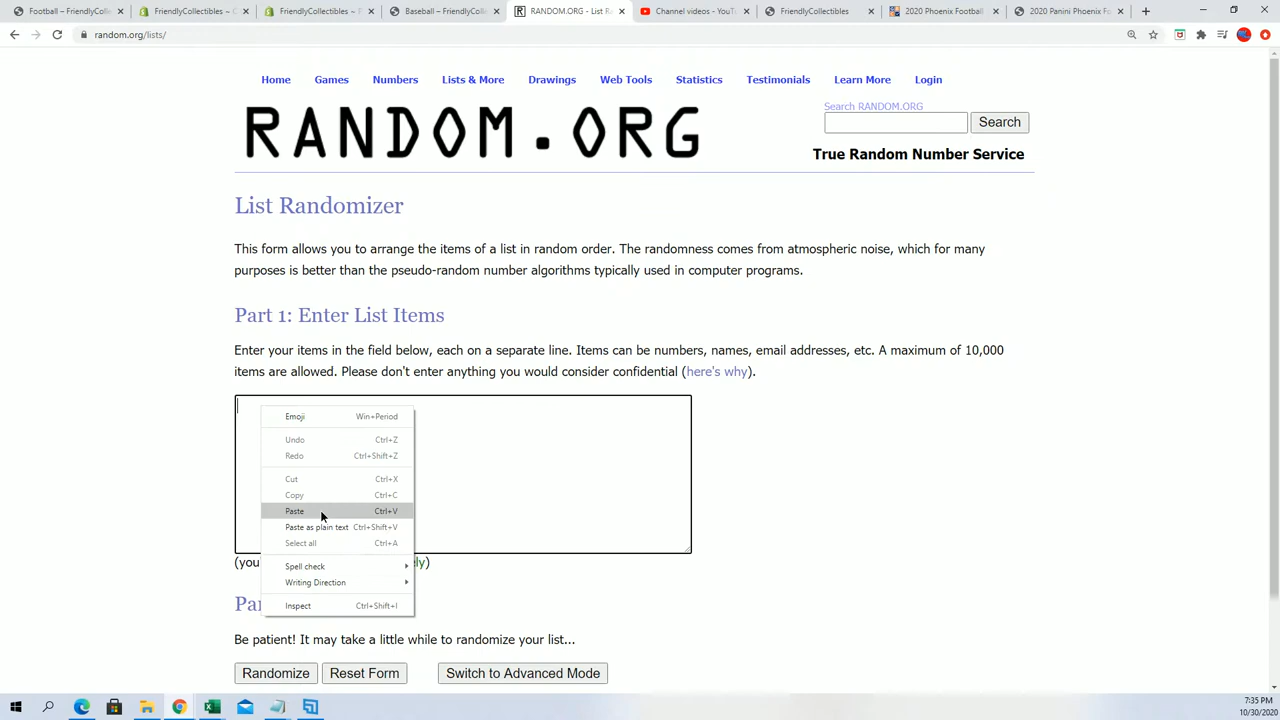 Football – FriendlyColl
FriendlyCollectibles ~ C
FriendlyCollectibles ~ P
Baseball – FriendlyColle
RANDOM.ORG - List R
Channel videos - YouTu
FriendlyCollectibles
2020 Phoenix Football
2020 Panini Phoenix Fo
random.org/lists/
Home Games Numbers Lists & More Drawings Web Tools Statistics Testimonials Learn More Login
RANDOM.ORG
Search RANDOM.ORG
Search
True Random Number Service
List Randomizer
This form allows you to arrange the items of a list in random order. The randomness comes from atmospheric noise, which for many
purposes is better than the pseudo-random number algorithms typically used in computer programs.
Part 1: Enter List Items
Enter your items in the field below, each on a separate line. Items can be numbers, names, email addresses, etc. A maximum of 10,000
items are allowed. Please don't enter anything you would consider confidential (here's why).
Emoji Win+Period
Undo Ctrl+Z
Redo Ctrl+Shift+Z
Cut Ctrl+X
Copy Ctrl+C
Paste Ctrl+V
Paste as plain text Ctrl+Shift+V
Select all Ctrl+A
(you ly)
Spell check
Writing Direction
Pa
Inspect Ctrl+Shift+I
Be patient! It may take a little while to randomize your list...
Randomize Reset Form Switch to Advanced Mode
7:35 PM
10/30/2020